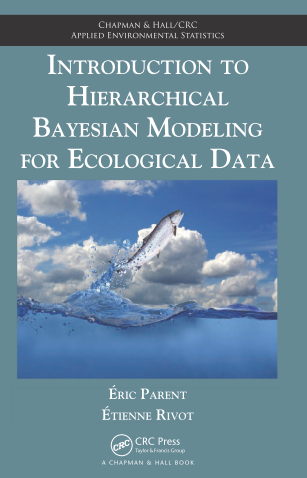 CHAPMAN & HALL/CRC
APPLIED ENVIRONMENTAL STATISTICS
INTRODUCTION TO
HIERARCHICAL
BAYESIAN MODELING
FOR ECOLOGICAL DATA
ÉRIC PARENT
ÉTIENNE RIVOT
CRC CRC Press
Taylor & Francis Group
A CHAPMAN & HALL BOOK